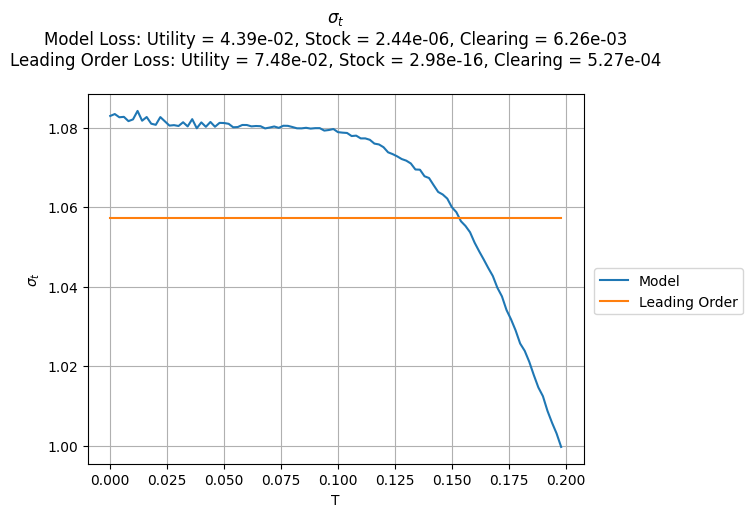 σ_t
Model Loss: Utility = 4.39e-02, Stock = 2.44e-06, Clearing = 6.26e-03
Leading Order Loss: Utility = 7.48e-02, Stock = 2.98e-16, Clearing = 5.27e-04
1.08
1.06
1.04
1.02
1.00
σ_t
0.000 0.025 0.050 0.075 0.100 0.125 0.150 0.175 0.200
T
Model
Leading Order